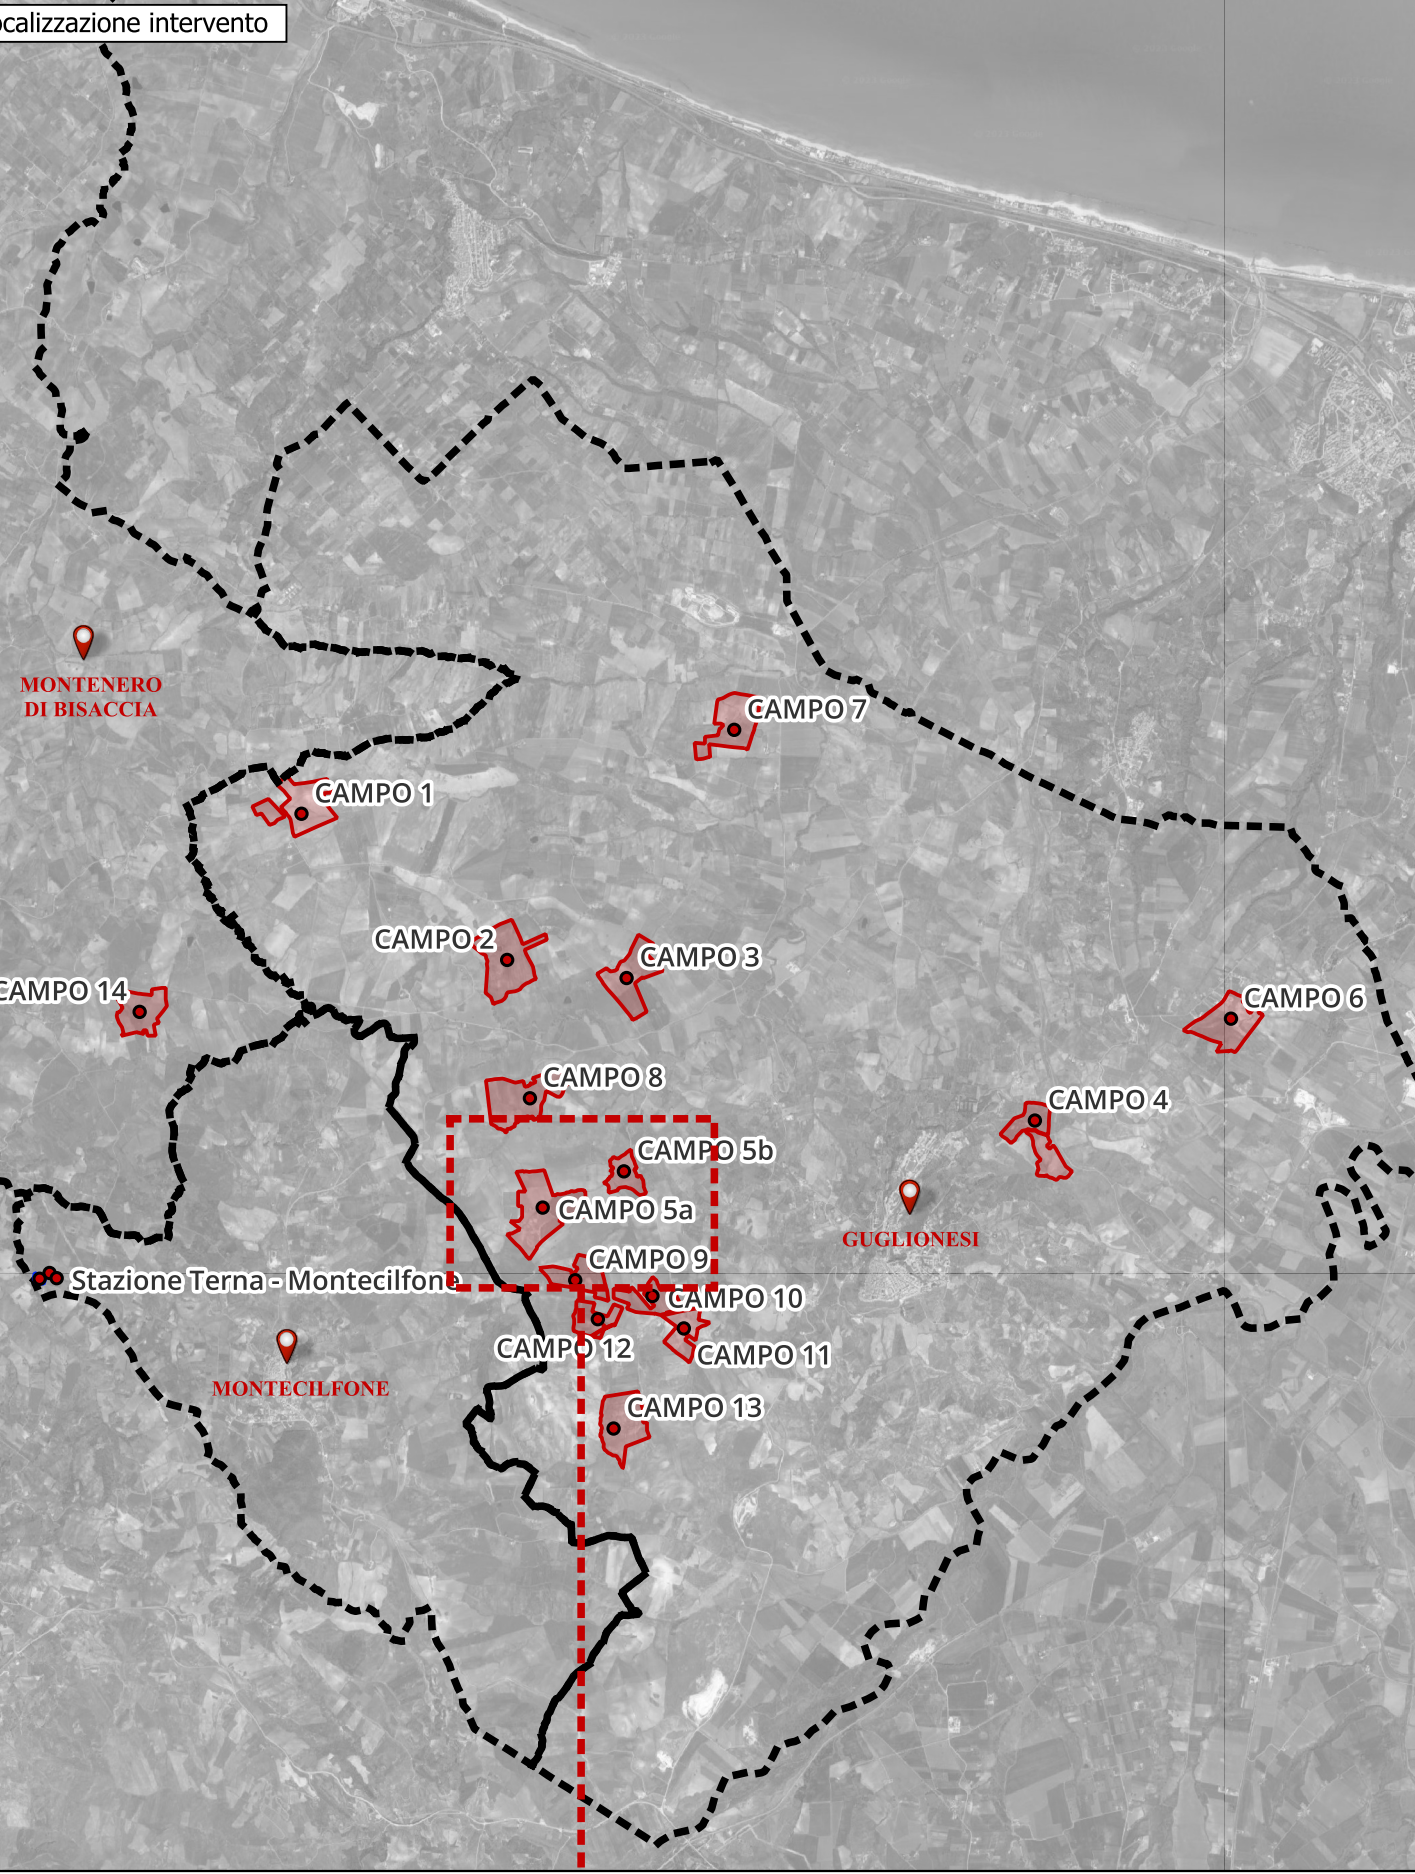 ocalizzazione intervento
MONTENERO
DI BISACCIA
CAMPO 7
CAMPO 1
CAMPO 2
CAMPO 3
CAMPO 14
CAMPO 6
CAMPO 8
CAMPO 4
CAMPO 5b
CAMPO 5a
GUGLIONESI
CAMPO 9
Stazione Terna - Montecilfone
CAMPO 10
CAMPO 12
CAMPO 11
MONTECILFONE
CAMPO 13